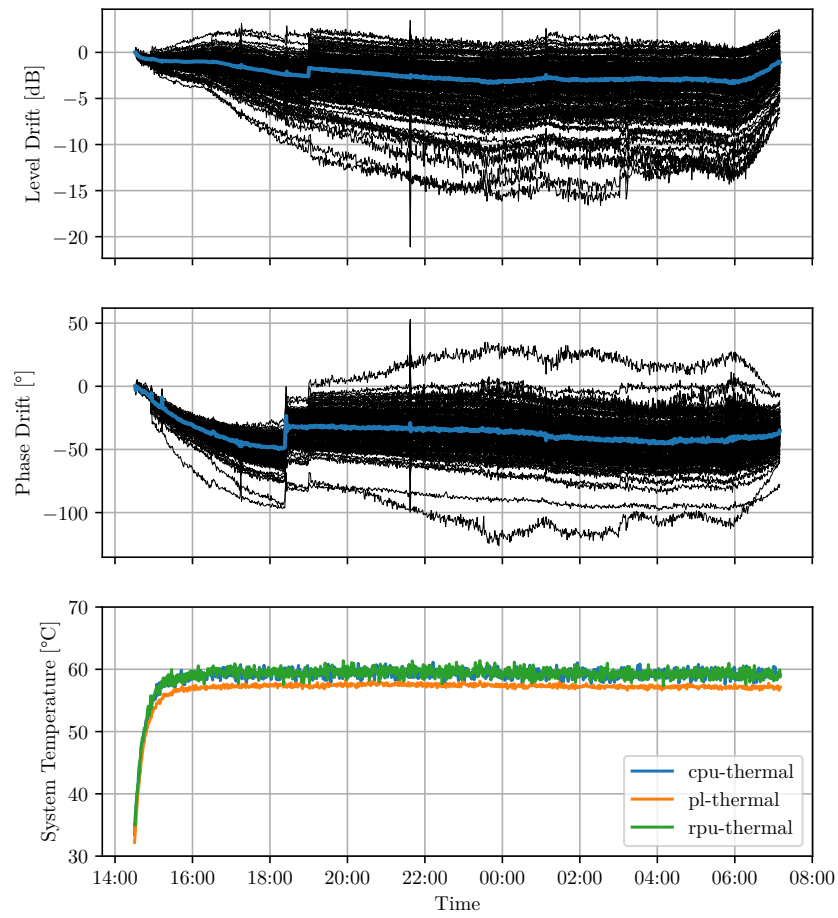 0
−5
−10
−15
−20
Level Drift [dB]
50
0
−50
−100
Phase Drift [°]
70
60
50
40
30
System Temperature [°C]
cpu-thermal
pl-thermal
rpu-thermal
14:00 16:00 18:00 20:00 22:00 00:00 02:00 04:00 06:00 08:00
Time